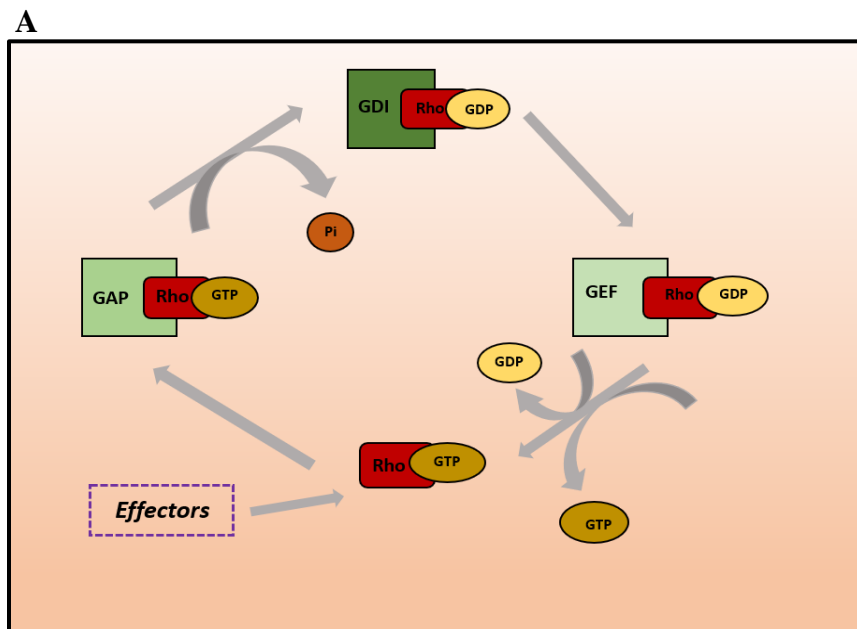 A
GDI Rho GDP
Pi
GAP Rho GTP
GEF Rho GDP
GDP
Rho GTP
Effectors
GTP